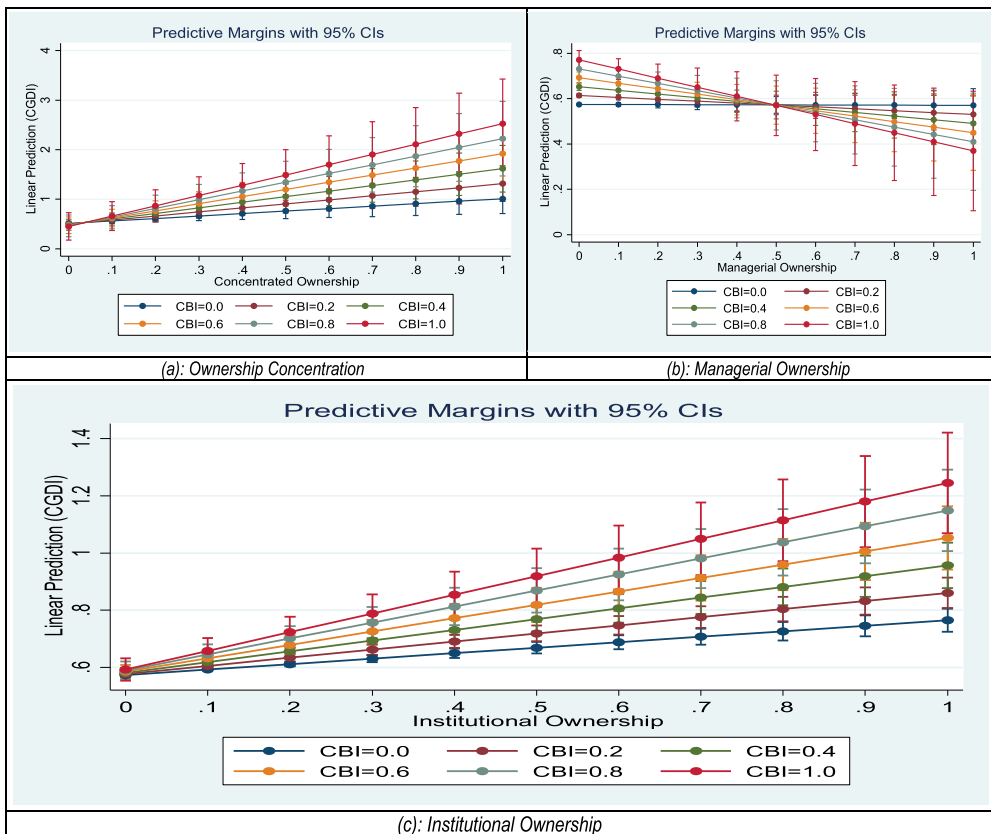 Predictive Margins with 95% CIs
Linear Prediction (CGDI)
4
3
2
1
0
0 .1 .2 .3 .4 .5 .6 .7 .8 .9 1
Concentrated Ownership
CBI=0.0 CBI=0.2 CBI=0.4
CBI=0.6 CBI=0.8 CBI=1.0
(a): Ownership Concentration
Predictive Margins with 95% CIs
Linear Prediction (CGDI)
.8
.6
.4
.2
0
0 .1 .2 .3 .4 .5 .6 .7 .8 .9 1
Managerial Ownership
CBI=0.0 CBI=0.2
CBI=0.4 CBI=0.6
CBI=0.8 CBI=1.0
(b): Managerial Ownership
Predictive Margins with 95% CIs
Linear Prediction (CGDI)
1.4
1.2
1
.8
.6
0 .1 .2 .3 .4 .5 .6 .7 .8 .9 1
Institutional Ownership
CBI=0.0 CBI=0.2 CBI=0.4
CBI=0.6 CBI=0.8 CBI=1.0
(c): Institutional Ownership